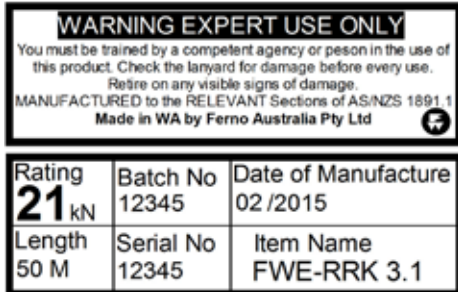 WARNING EXPERT USE ONLY
You must be trained by a competent agency or peson in the use of
this product. Check the lanyard for damage before every use.
Retire on any visible signs of damage.
MANUFACTURED to the RELEVANT Sections of AS/NZS 1891.1
Made in WA by Ferno Australia Pty Ltd
Rating
21 kN
Batch No
12345
Date of Manufacture
02 /2015
Length
50 M
Serial No
12345
Item Name
FWE-RRK 3.1